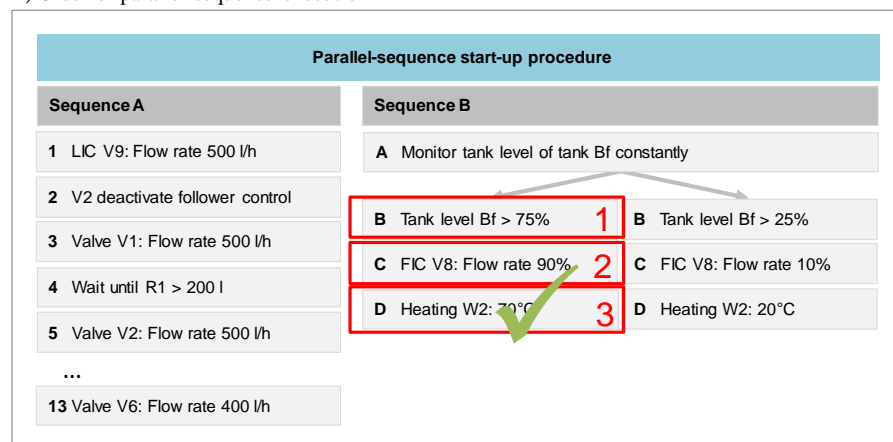 Parallel-sequence start-up procedure
Sequence A
1 LIC V9: Flow rate 500 l/h
2 V2 deactivate follower control
3 Valve V1: Flow rate 500 l/h
4 Wait until R1 > 200 l
5 Valve V2: Flow rate 500 l/h
...
13 Valve V6: Flow rate 400 l/h
Sequence B
A Monitor tank level of tank Bf constantly
B Tank level Bf > 75% 1
C FIC V8: Flow rate 90% 2
D Heating W2: 70°C 3
B Tank level Bf > 25%
C FIC V8: Flow rate 10%
D Heating W2: 20°C